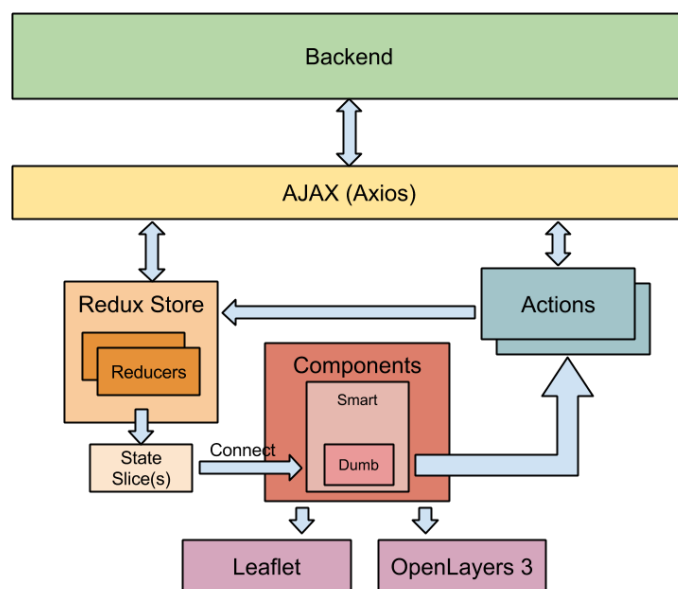 Backend
AJAX (Axios)
Redux Store
Actions
Reducers
Components
Smart
Connect
State
Slice(s)
Dumb
Leaflet
OpenLayers 3